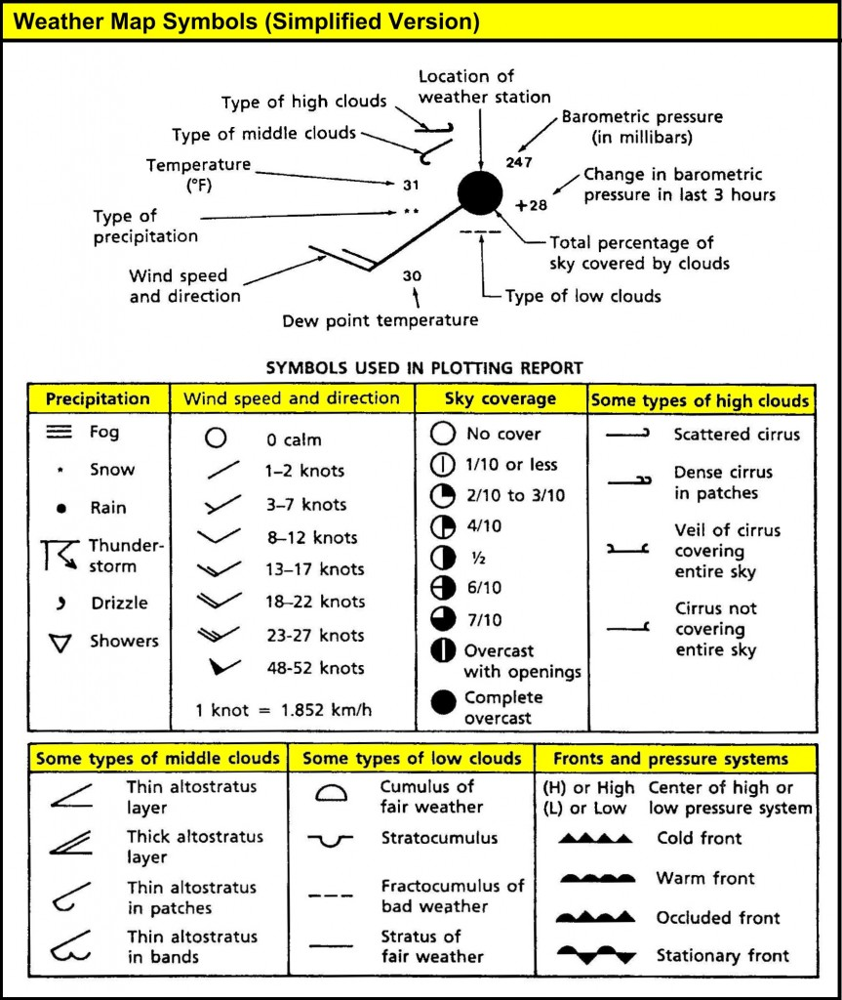 Weather Map Symbols (Simplified Version)
Location of
weather station
Type of high clouds
Barometric pressure
(in millibars)
Type of middle clouds
247
Temperature
(°F)
31
Change in barometric
pressure in last 3 hours
+28
Type of
precipitation
**
Total percentage of
sky covered by clouds
Wind speed
and direction
30
Type of low clouds
Dew point temperature
SYMBOLS USED IN PLOTTING REPORT
Precipitation
Fog
Snow
Rain
Thunder-
storm
Drizzle
Showers
Wind speed and direction
0 calm
1–2 knots
3–7 knots
8–12 knots
13–17 knots
18–22 knots
23-27 knots
48-52 knots
1 knot = 1.852 km/h
Sky coverage
No cover
1/10 or less
2/10 to 3/10
4/10
½
6/10
7/10
Overcast
with openings
Complete
overcast
Some types of high clouds
Scattered cirrus
Dense cirrus
in patches
Veil of cirrus
covering
entire sky
Cirrus not
covering
entire sky
Some types of middle clouds
Thin altostratus
layer
Thick altostratus
layer
Thin altostratus
in patches
Thin altostratus
in bands
Some types of low clouds
Cumulus of
fair weather
Stratocumulus
Fractocumulus of
bad weather
Stratus of
fair weather
Fronts and pressure systems
(H) or High Center of high or
(L) or Low low pressure system
Cold front
Warm front
Occluded front
Stationary front